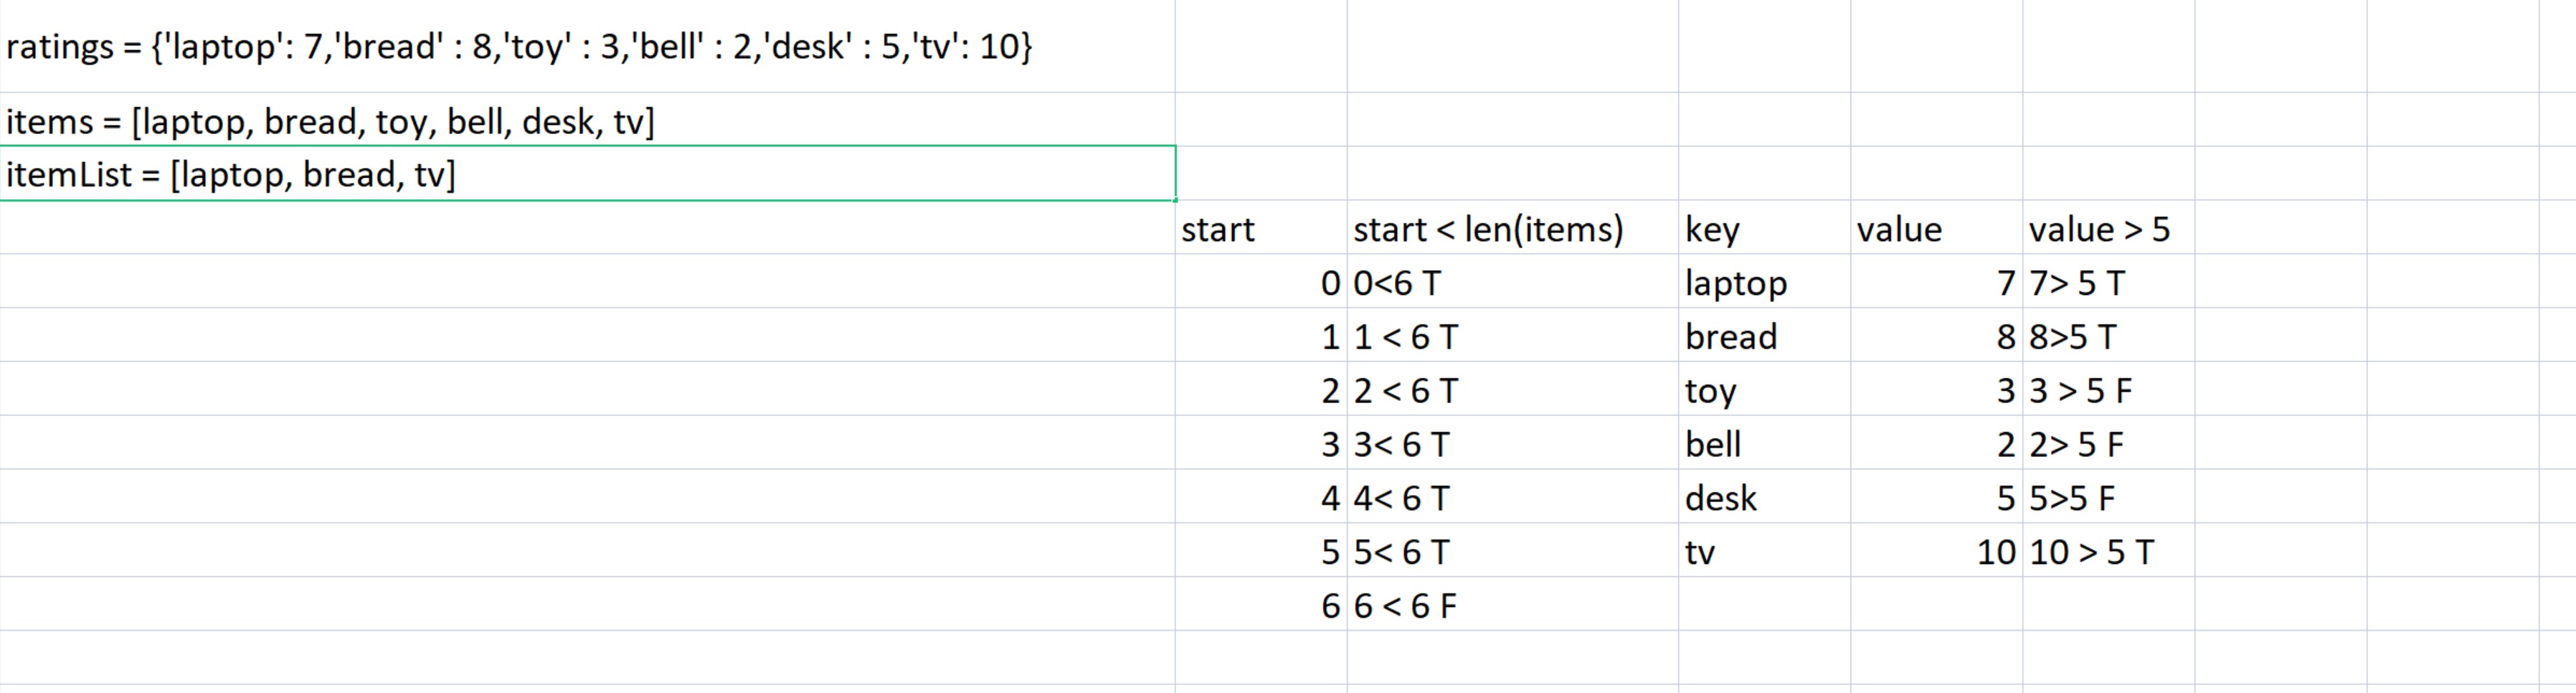 ratings = {'laptop': 7,'bread' : 8,'toy' : 3,'bell' : 2,'desk' : 5,'tv': 10}
items = [laptop, bread, toy, bell, desk, tv]
itemList = [laptop, bread, tv]
start start < len(items) key value value > 5
0 0<6 T laptop 7 7> 5 T
1 1 < 6 T bread 8 8>5 T
2 2 < 6 T toy 3 3 > 5 F
3 3< 6 T bell 2 2> 5 F
4 4< 6 T desk 5 5>5 F
5 5< 6 T tv 10 10 > 5 T
6 6 < 6 F